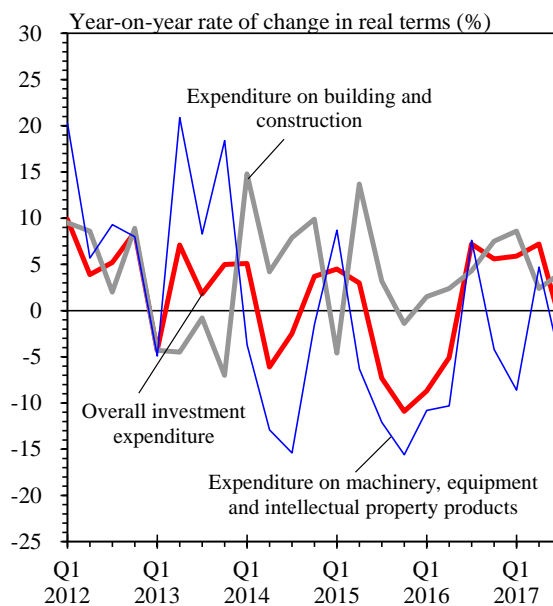 Year-on-year rate of change in real terms (%)
30
25
20
15
10
5
0
-5
-10
-15
-20
-25
Expenditure on building and
construction
Overall investment
expenditure
Expenditure on machinery, equipment
and intellectual property products
Q1 Q1 Q1 Q1 Q1 Q1
2012 2013 2014 2015 2016 2017